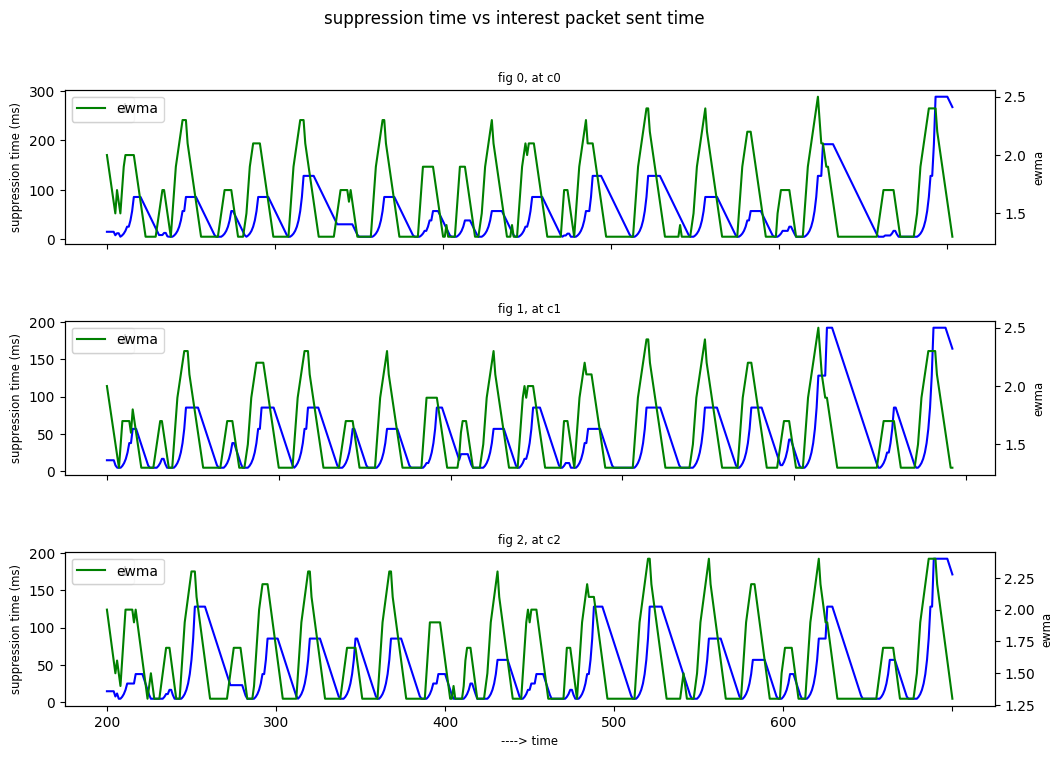 suppression time vs interest packet sent time
fig 0, at c0
suppression time (ms)
300
200
100
0
ewma
2.5
2.0
1.5
ewma
fig 1, at c1
suppression time (ms)
200
150
100
50
0
ewma
2.5
2.0
1.5
ewma
fig 2, at c2
suppression time (ms)
200
150
100
50
0
ewma
2.25
2.00
1.75
1.50
1.25
ewma
200
300
400
500
600
----> time